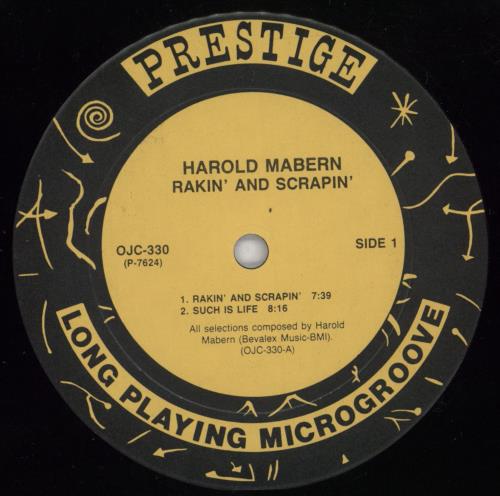 PRESTIGE
HAROLD MABERN
RAKIN' AND SCRAPIN'
OJC-330
(P-7624)
SIDE 1
1. RAKIN' AND SCRAPIN' 7:39
2. SUCH IS LIFE 8:16
All selections composed by Harold
Mabern (Bevalex Music-BMI).
(OJC-330-A)
LONG PLAYING MICROGROOVE